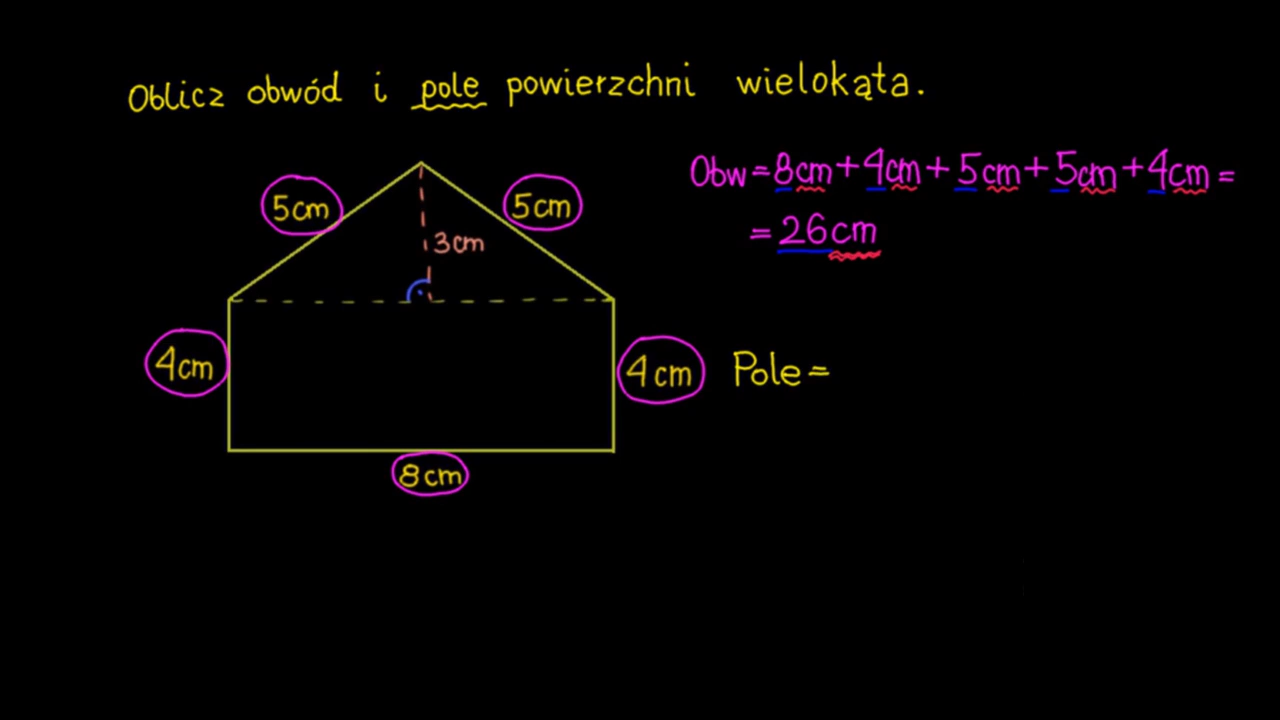 Oblicz obwód i pole powierzchni wielokąta.
Obw = 8cm + 4cm + 5cm + 5cm + 4cm =
= 26cm
5cm
5cm
3cm
4cm
4cm
Pole =
8cm